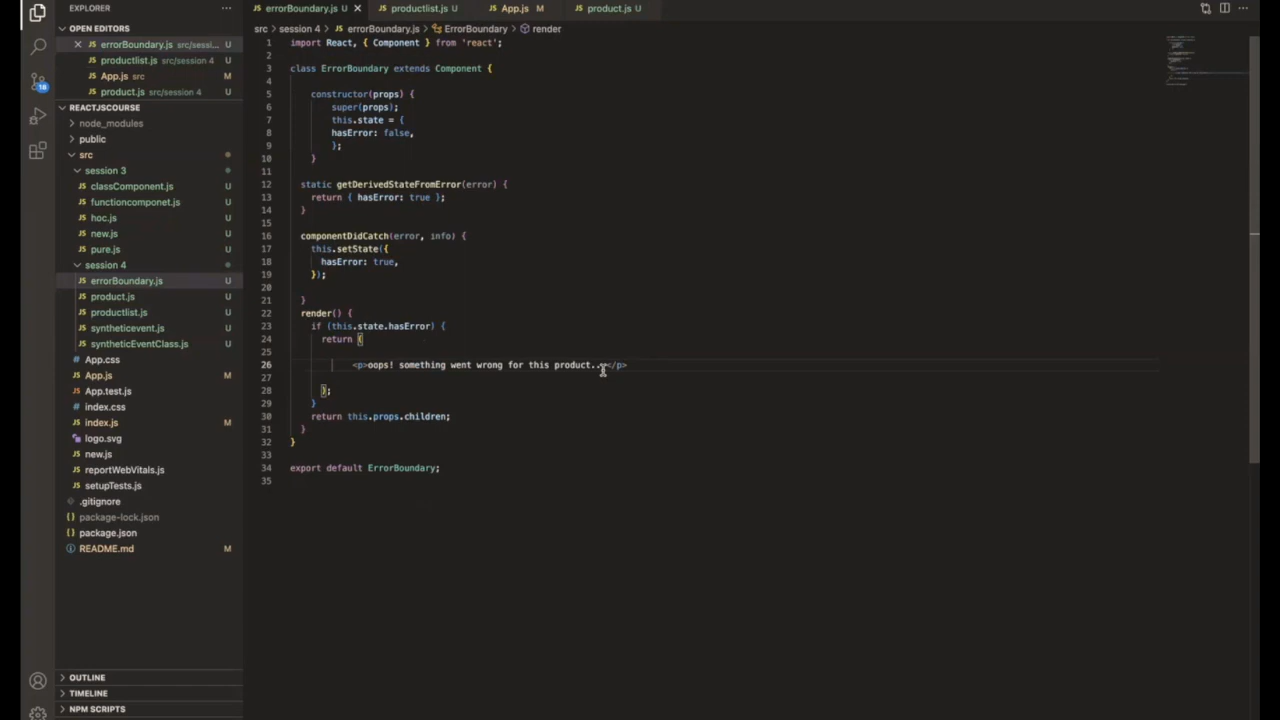 EXPLORER
OPEN EDITORS
errorBoundary.js src/sessi... U
productlist.js src/session 4 U
App.js src M
product.js src/session 4 U
REACTJSCOURSE
node_modules
public
src
session 3
classComponent.js U
functioncomponet.js U
hoc.js U
new.js U
pure.js U
session 4
errorBoundary.js U
product.js U
productlist.js U
syntheticevent.js U
syntheticEventClass.js U
App.css
App.js M
App.test.js
index.css
index.js M
logo.svg
new.js
reportWebVitals.js
setupTests.js
.gitignore
package-lock.json
package.json
README.md M
OUTLINE
TIMELINE
NPM SCRIPTS
18
errorBoundary.js U productlist.js U App.js M product.js U
src > session 4 > errorBoundary.js > ErrorBoundary > render
1 import React, { Component } from 'react';
2
3 class ErrorBoundary extends Component {
4
5 constructor(props) {
6 super(props);
7 this.state = {
8 hasError: false,
9 };
10 }
11
12 static getDerivedStateFromError(error) {
13 return { hasError: true };
14 }
15
16 componentDidCatch(error, info) {
17 this.setState({
18 hasError: true,
19 });
20
21 }
22 render() {
23 if (this.state.hasError) {
24 return (
25
26 <p>oops! something went wrong for this product..</p>
27
28 );
29 }
30 return this.props.children;
31 }
32 }
33
34 export default ErrorBoundary;
35